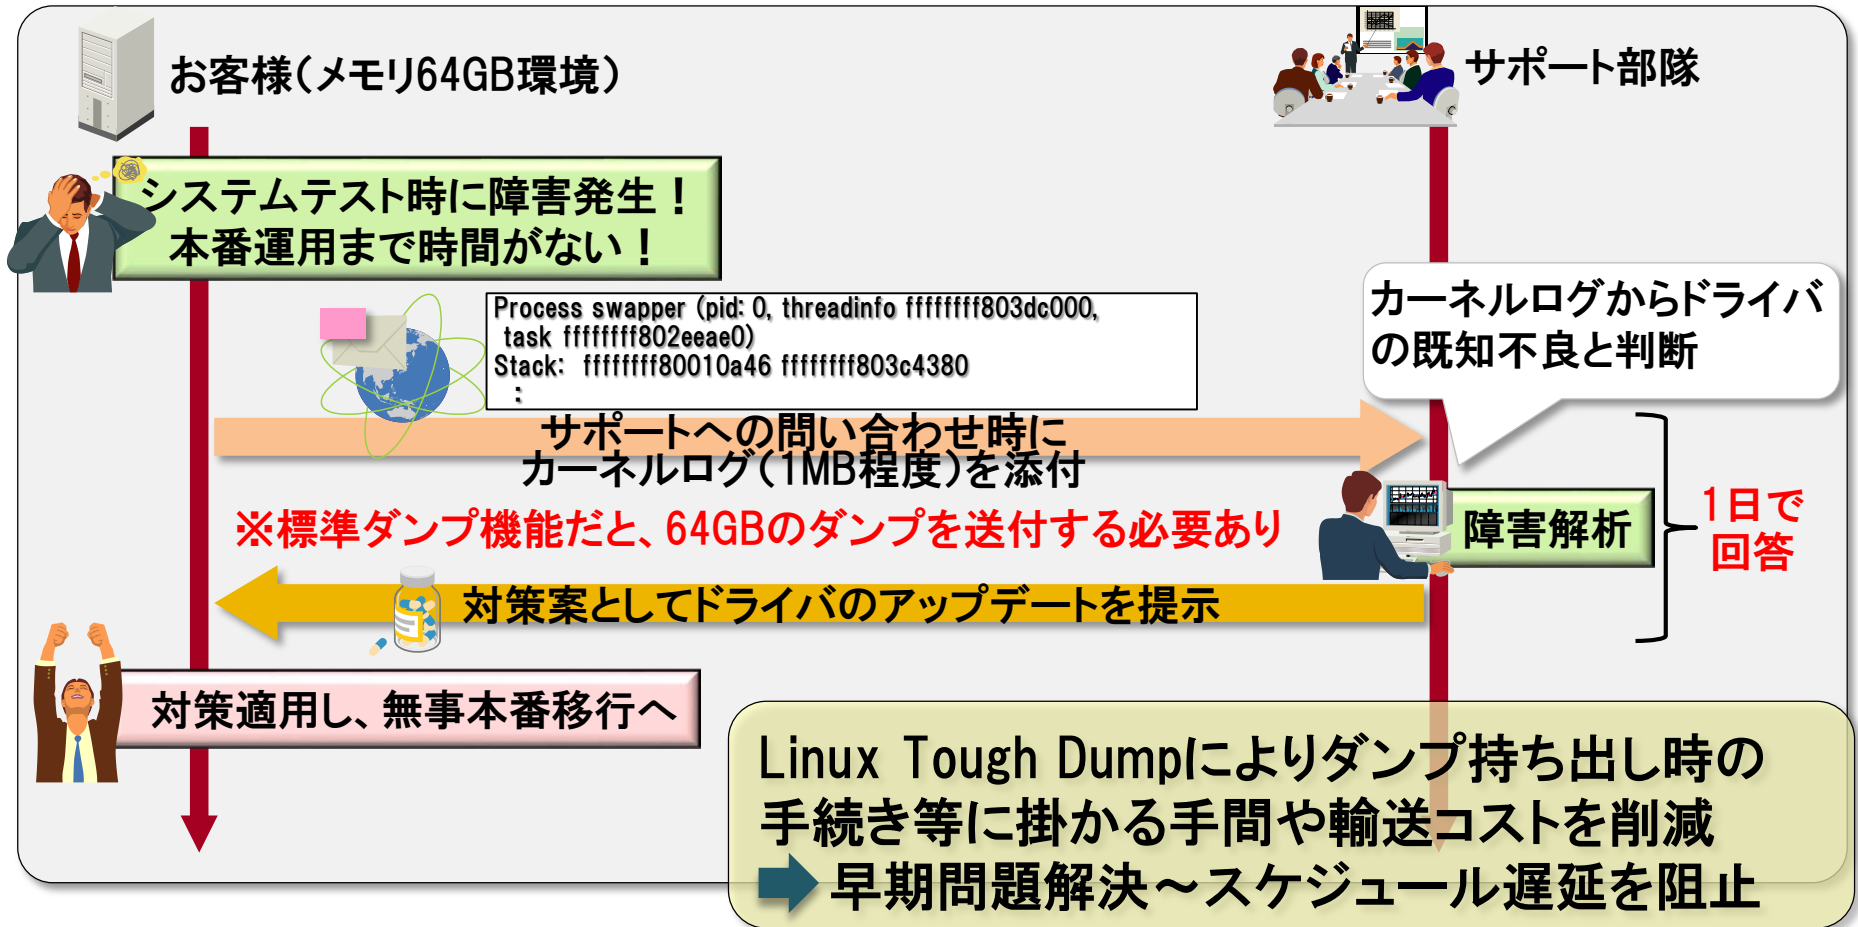 お客様(メモリ64GB環境)
サポート部隊
システムテスト時に障害発生！
本番運用まで時間がない！
Process swapper (pid: 0, threadinfo ffffffff803dc000,
task ffffffff802eeae0)
Stack: ffffffff80010a46 ffffffff803c4380
:
カーネルログからドライバ
の既知不良と判断
サポートへの問い合わせ時に
カーネルログ(1MB程度)を添付
※標準ダンプ機能だと、64GBのダンプを送付する必要あり
障害解析
1日で
回答
対策案としてドライバのアップデートを提示
対策適用し、無事本番移行へ
Linux Tough Dumpによりダンプ持ち出し時の
手続き等に掛かる手間や輸送コストを削減
早期問題解決～スケジュール遅延を阻止